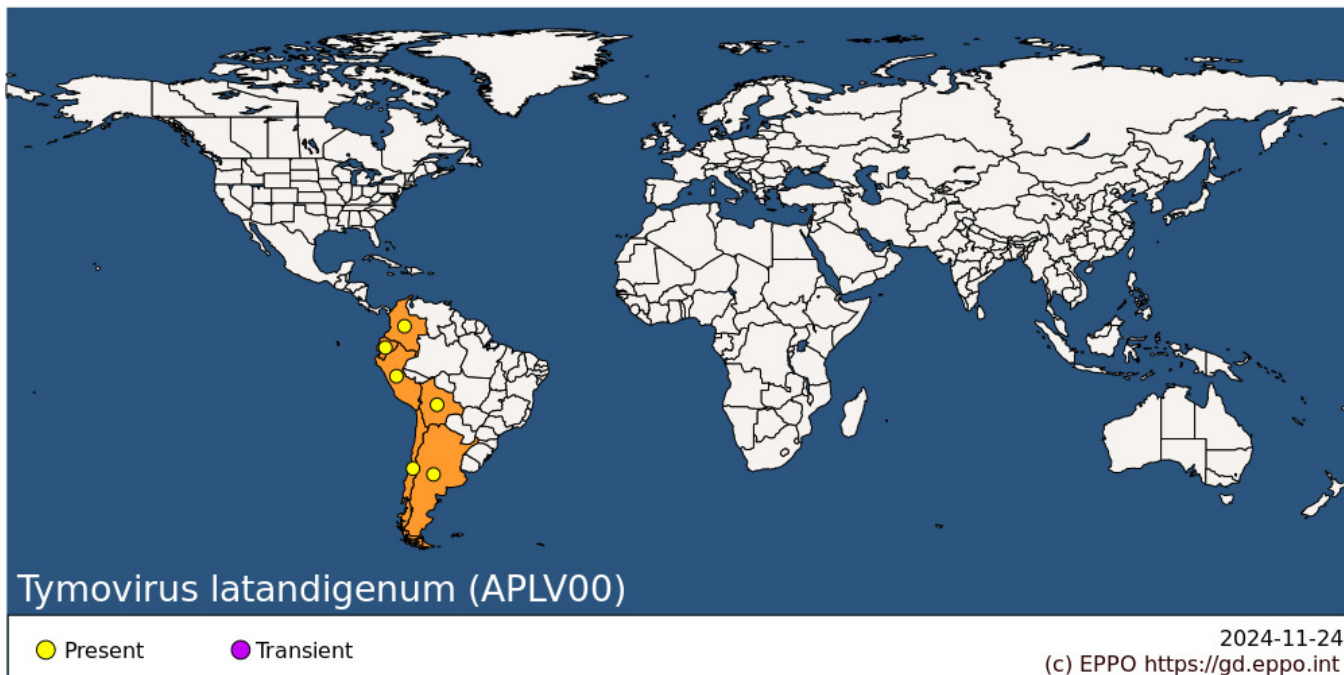 Tymovirus latandigenum (APLV00)
Present
Transient
2024-11-24
(c) EPPO https://gd.eppo.int